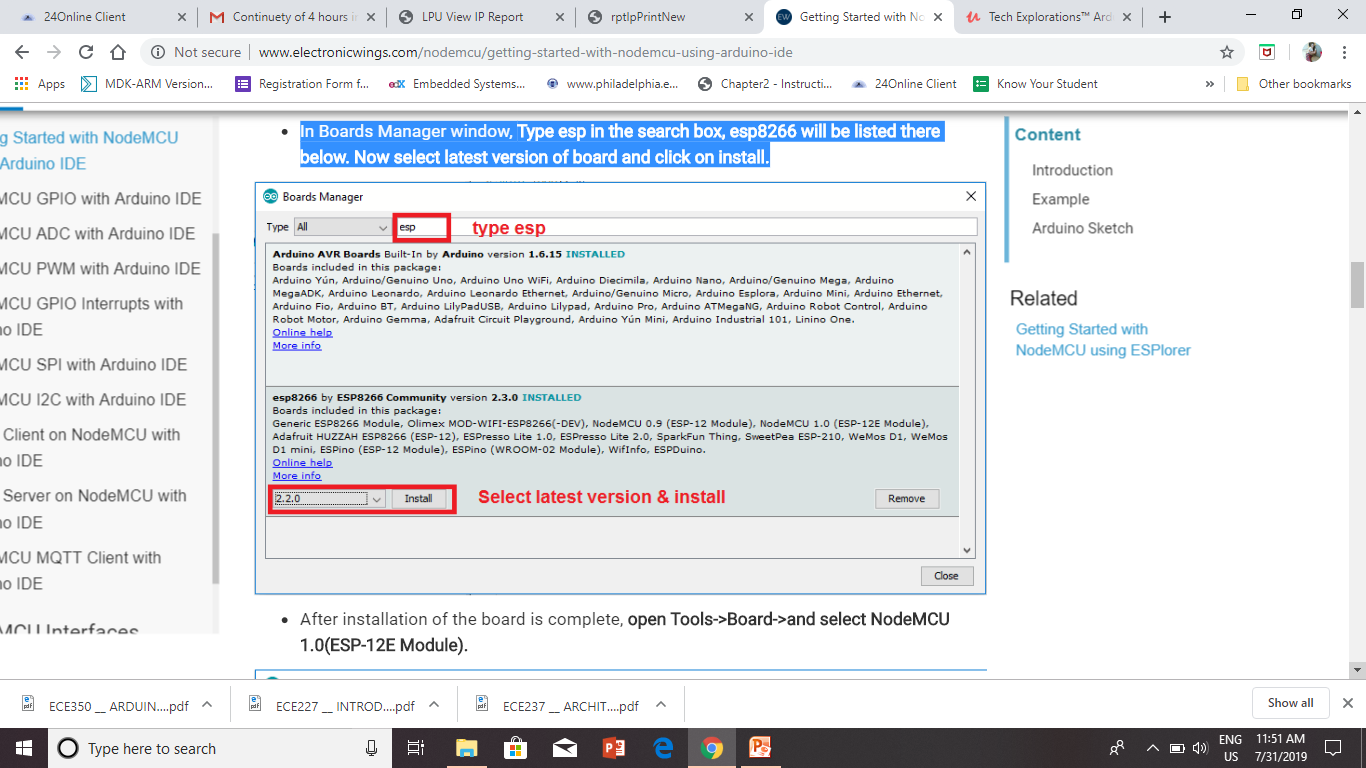 24Online Client
Continuety of 4 hours i
LPU View IP Report
rptIpPrintNew
Getting Started with No
Tech Explorations™ Ard
Not secure | www.electronicwings.com/nodemcu/getting-started-with-nodemcu-using-arduino-ide
Apps
MDK-ARM Version...
Registration Form f...
Embedded Systems...
www.philadelphia.e...
Chapter2 - Instructi...
24Online Client
Know Your Student
»
Other bookmarks
g Started with NodeMCU
Arduino IDE
MCU GPIO with Arduino IDE
MCU ADC with Arduino IDE
MCU PWM with Arduino IDE
MCU GPIO Interrupts with
no IDE
MCU SPI with Arduino IDE
MCU I2C with Arduino IDE
Client on NodeMCU with
no IDE
Server on NodeMCU with
no IDE
MCU MQTT Client with
no IDE
MCU Interfaces
• In Boards Manager window, Type esp in the search box, esp8266 will be listed there
below. Now select latest version of board and click on install.
Boards Manager
Type All esp type esp
Arduino AVR Boards Built-In by Arduino version 1.6.15 INSTALLED
Boards included in this package:
Arduino Yún, Arduino/Genuino Uno, Arduino Uno WiFi, Arduino Diecimila, Arduino Nano, Arduino/Genuino Mega, Arduino
MegaADK, Arduino Leonardo, Arduino Leonardo Ethernet, Arduino/Genuino Micro, Arduino Esplora, Arduino Mini, Arduino Ethernet,
Arduino Fio, Arduino BT, Arduino LilyPadUSB, Arduino Lilypad, Arduino Pro, Arduino ATMegaNG, Arduino Robot Control, Arduino
Robot Motor, Arduino Gemma, Adafruit Circuit Playground, Arduino Yún Mini, Arduino Industrial 101, Linino One.
Online help
More info
esp8266 by ESP8266 Community version 2.3.0 INSTALLED
Boards included in this package:
Generic ESP8266 Module, Olimex MOD-WIFI-ESP8266(-DEV), NodeMCU 0.9 (ESP-12 Module), NodeMCU 1.0 (ESP-12E Module),
Adafruit HUZZAH ESP8266 (ESP-12), ESPresso Lite 1.0, ESPresso Lite 2.0, SparkFun Thing, SweetPea ESP-210, WeMos D1, WeMos
D1 mini, ESPino (ESP-12 Module), ESPino (WROOM-02 Module), WifInfo, ESPDuino.
Online help
More info
2.2.0 Install Select latest version & install Remove
Close
• After installation of the board is complete, open Tools->Board->and select NodeMCU
1.0(ESP-12E Module).
Content
Introduction
Example
Arduino Sketch
Related
Getting Started with
NodeMCU using ESPlorer
ECE350 __ ARDUIN....pdf
ECE227 __ INTROD....pdf
ECE237 __ ARCHIT....pdf
Show all
Type here to search
ENG
US
11:51 AM
7/31/2019